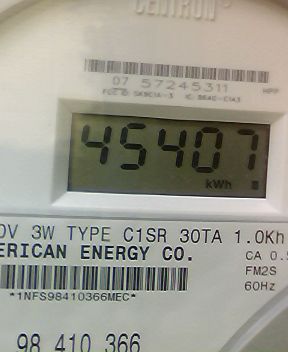 CENTRON
07 57245311
45407
kWh
0V 3W TYPE C1SR 30TA 1.0Kh
ERICAN ENERGY CO. CA 0.5
FM2S
*1NFS98410366MEC* 60Hz
98 410 366